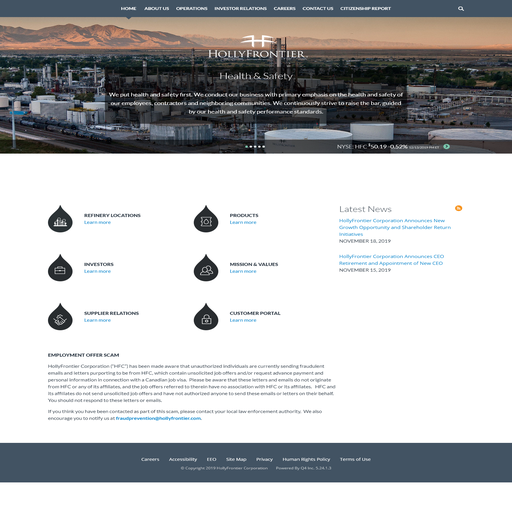 HOME ABOUT US OPERATIONS INVESTOR RELATIONS CAREERS CONTACT US CITIZENSHIP REPORT
HOLLYFRONTIER
Health & Safety
We put health and safety first. We conduct our business with primary emphasis on the health and safety of
our employees, contractors and neighboring communities. We continuously strive to raise the bar, guided
by our health and safety performance standards.
NYSE: HFC $50.19 -0.52%
REFINERY LOCATIONS
Learn more
PRODUCTS
Learn more
INVESTORS
Learn more
MISSION & VALUES
Learn more
SUPPLIER RELATIONS
Learn more
CUSTOMER PORTAL
Learn more
Latest News
HollyFrontier Corporation Announces New
Growth Opportunity and Shareholder Return
Initiatives
NOVEMBER 18, 2019
HollyFrontier Corporation Announces CEO
Retirement and Appointment of New CEO
NOVEMBER 15, 2019
EMPLOYMENT OFFER SCAM
HollyFrontier Corporation ("HFC") has been made aware that unauthorized individuals are currently sending fraudulent
emails and letters purporting to be from HFC, which contain unsolicited job offers and/or request advance payment and
personal information in connection with a Canadian job visa. Please be aware that these letters and emails do not originate
from HFC or any of its affiliates, and the job offers referred to therein have no association with HFC or its affiliates. HFC and
its affiliates do not send unsolicited job offers and have not authorized anyone to send these emails or letters on their behalf.
You should not respond to these letters or emails.
If you think you have been contacted as part of this scam, please contact your local law enforcement authority. We also
encourage you to notify us at fraudprevention@hollyfrontier.com.
Careers Accessibility EEO Site Map Privacy Human Rights Policy Terms of Use
© Copyright 2019 HollyFrontier Corporation Powered By Q4 Inc. 5.24.1.3